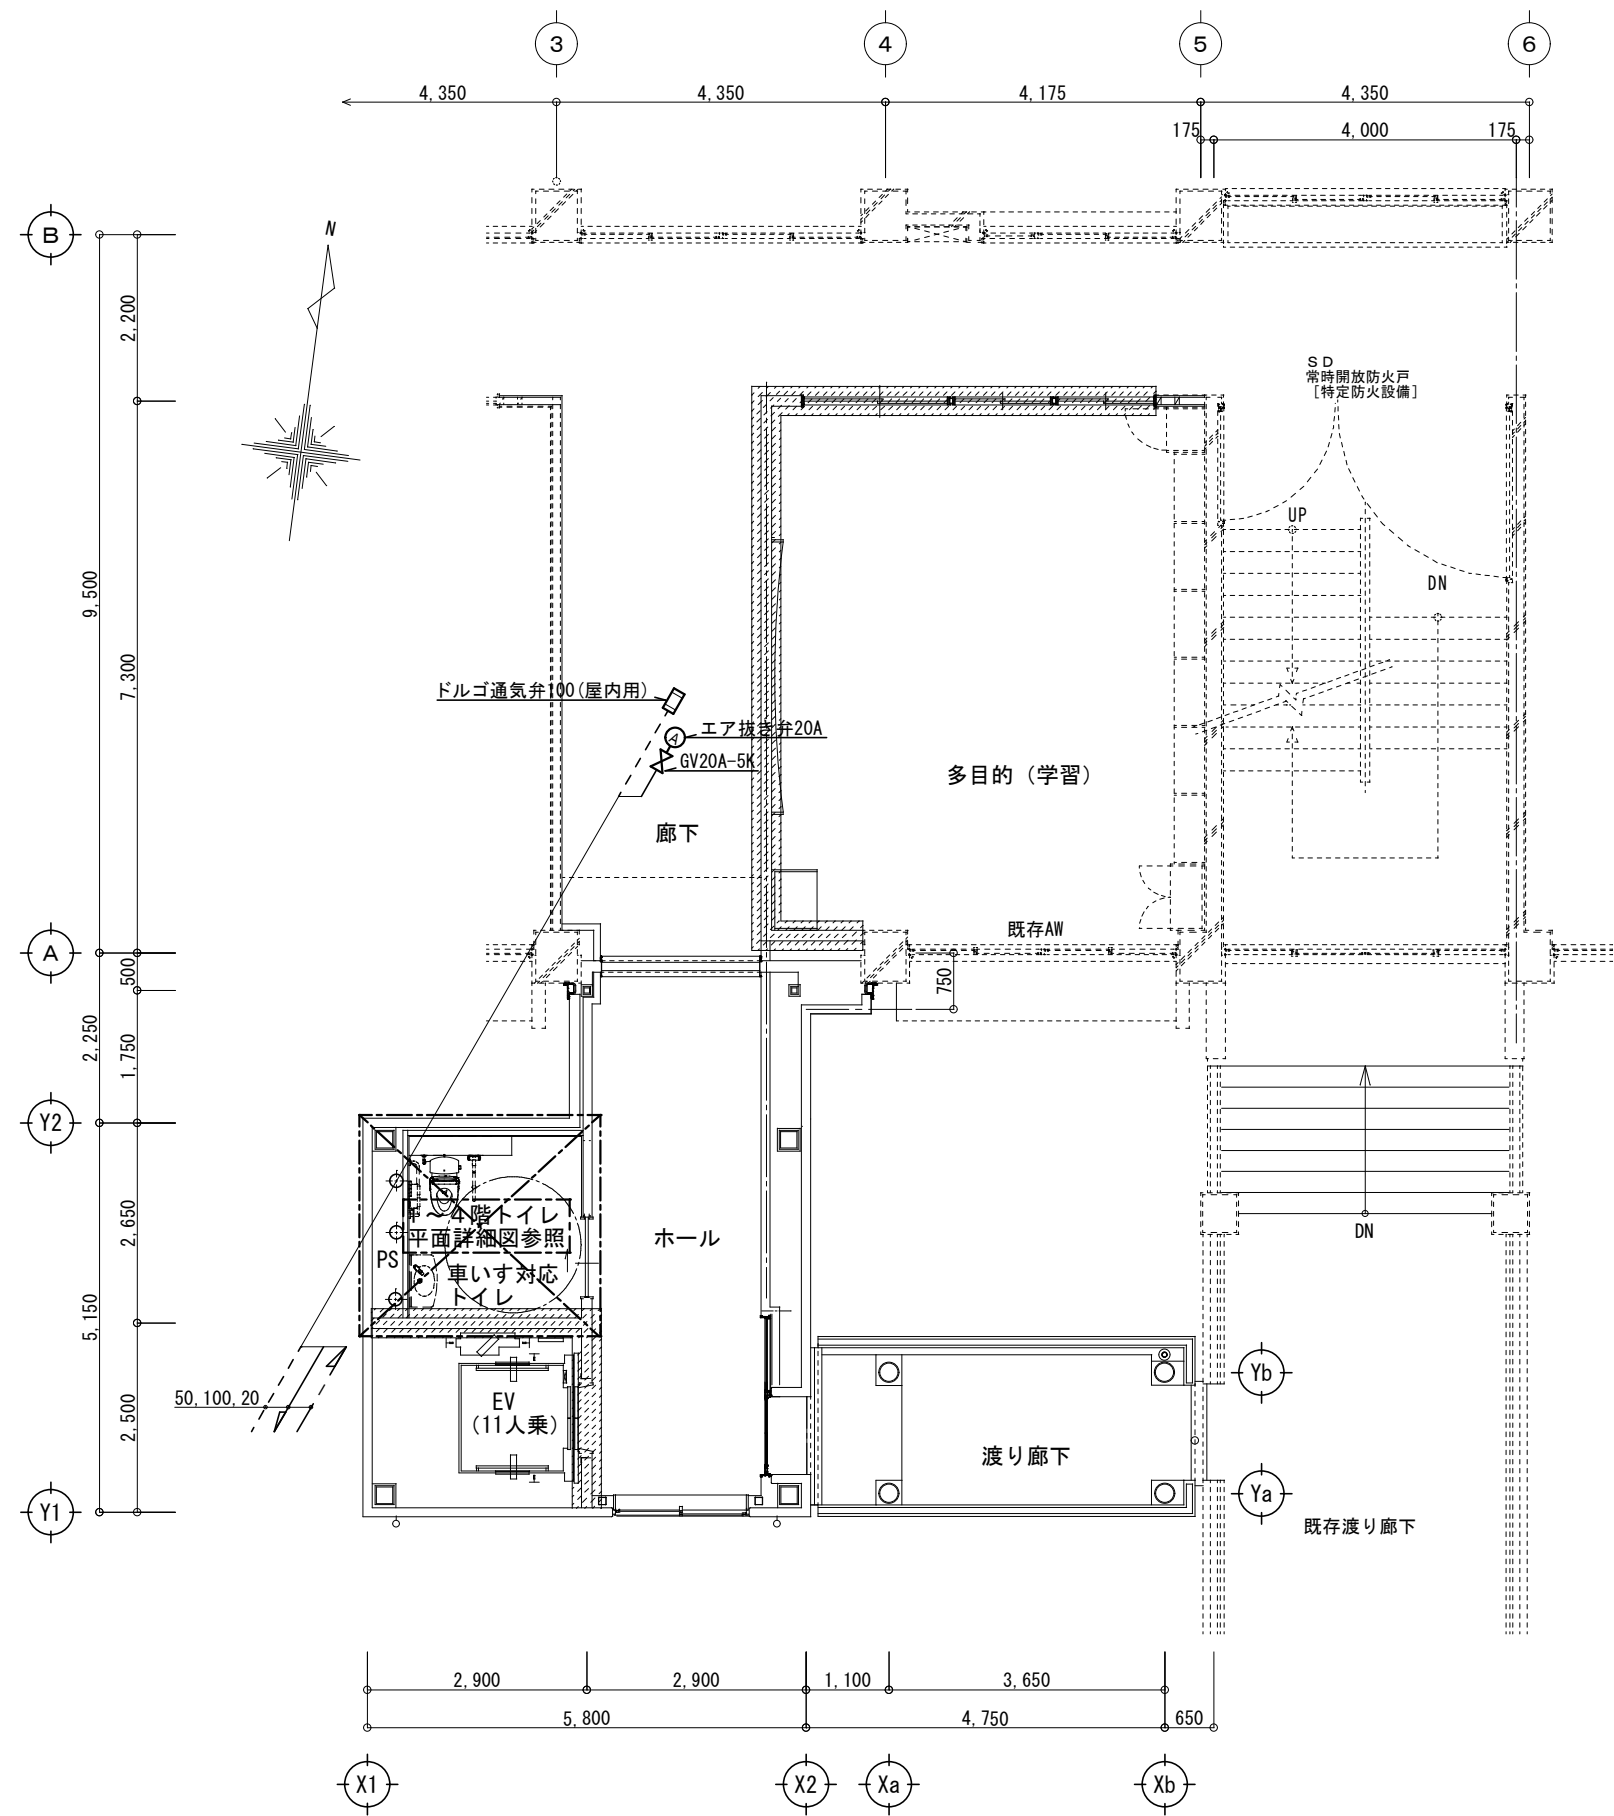 3
4
5
6
4,350
4,350
4,175
4,350
175
4,000
175
B
N
2,200
SD
常時開放防火戸
[特定防火設備]
UP
DN
9,500
7,300
ドルゴ通気弁100(屋内用)
A
エア抜き弁20A
GV20A-5K
多目的（学習）
廊下
既存AW
A
500
750
2,250
1,750
Y2
2,650
1～4階トイレ
平面詳細図参照
PS
車いす対応
トイレ
ホール
DN
5,150
50,100,20
2,500
EV
(11人乗)
渡り廊下
Yb
Ya
Y1
既存渡り廊下
2,900
2,900
1,100
3,650
5,800
4,750
650
X1
X2
Xa
Xb